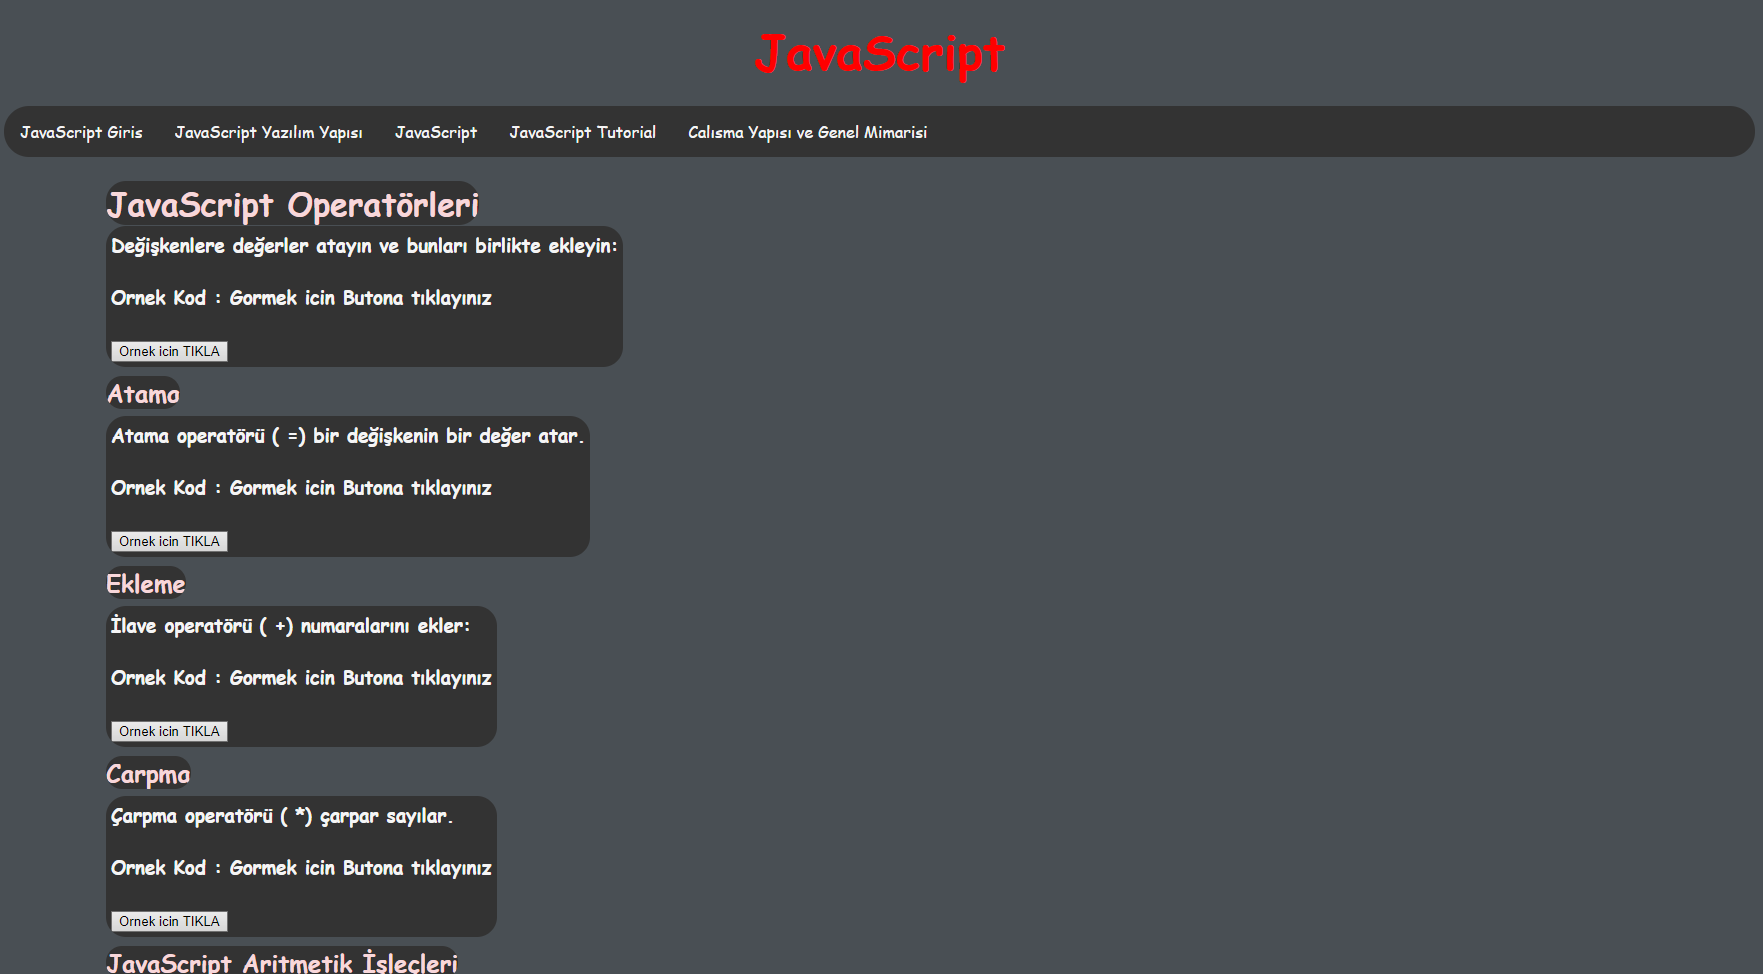 JavaScript
JavaScript Giris JavaScript Yazılım Yapısı JavaScript JavaScript Tutorial Calısma Yapısı ve Genel Mimarisi
JavaScript Operatörleri
Değişkenlere değerler atayın ve bunları birlikte ekleyin:
Ornek Kod : Gormek icin Butona tıklayınız
Ornek icin TIKLA
Atama
Atama operatörü ( =) bir değişkenin bir değer atar.
Ornek Kod : Gormek icin Butona tıklayınız
Ornek icin TIKLA
Ekleme
İlave operatörü ( +) numaralarını ekler:
Ornek Kod : Gormek icin Butona tıklayınız
Ornek icin TIKLA
Carpma
Çarpma operatörü ( *) çarpar sayılar.
Ornek Kod : Gormek icin Butona tıklayınız
Ornek icin TIKLA
JavaScript Aritmetik İşleçleri